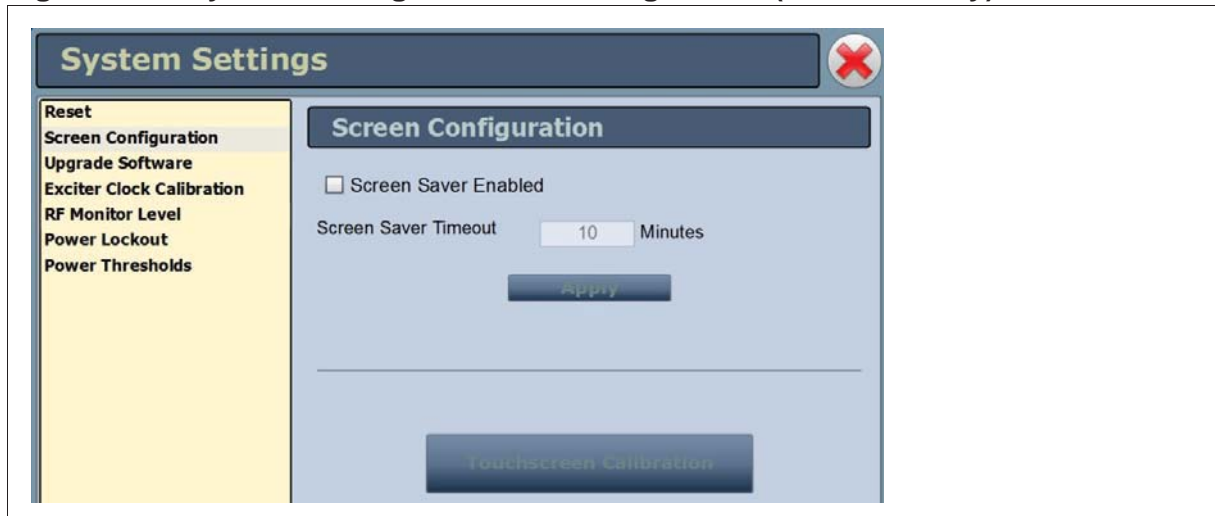 System Settings
Reset
Screen Configuration
Upgrade Software
Exciter Clock Calibration
RF Monitor Level
Power Lockout
Power Thresholds
Screen Configuration
Screen Saver Enabled
Screen Saver Timeout 10 Minutes
Apply
Touchscreen Calibration